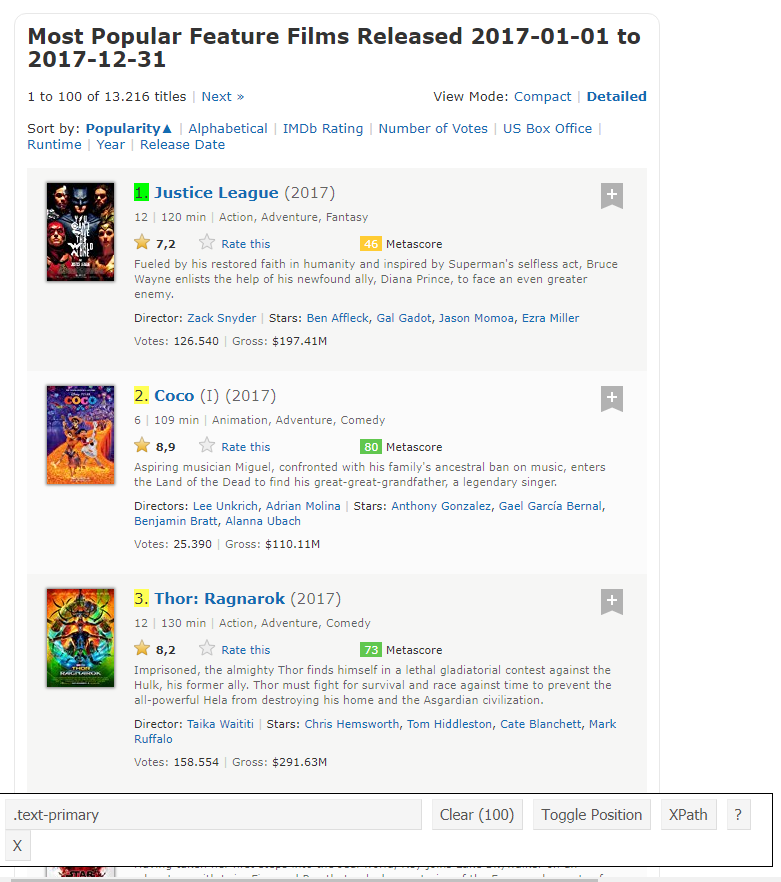 Most Popular Feature Films Released 2017-01-01 to
2017-12-31
1 to 100 of 13.216 titles | Next »
View Mode: Compact | Detailed
Sort by: Popularity▲ | Alphabetical | IMDb Rating | Number of Votes | US Box Office |
Runtime | Year | Release Date
1. Justice League (2017)
12 | 120 min | Action, Adventure, Fantasy
7,2 Rate this 46 Metascore
Fueled by his restored faith in humanity and inspired by Superman's selfless act, Bruce
Wayne enlists the help of his newfound ally, Diana Prince, to face an even greater
enemy.
Director: Zack Snyder | Stars: Ben Affleck, Gal Gadot, Jason Momoa, Ezra Miller
Votes: 126.540 | Gross: $197.41M
COCO
2. Coco (I) (2017)
6 | 109 min | Animation, Adventure, Comedy
8,9 Rate this 80 Metascore
Aspiring musician Miguel, confronted with his family's ancestral ban on music, enters
the Land of the Dead to find his great-great-grandfather, a legendary singer.
Directors: Lee Unkrich, Adrian Molina | Stars: Anthony Gonzalez, Gael García Bernal,
Benjamin Bratt, Alanna Ubach
Votes: 25.390 | Gross: $110.11M
THOR
RAGNAROK
3. Thor: Ragnarok (2017)
12 | 130 min | Action, Adventure, Comedy
8,2 Rate this 73 Metascore
Imprisoned, the almighty Thor finds himself in a lethal gladiatorial contest against the
Hulk, his former ally. Thor must fight for survival and race against time to prevent the
all-powerful Hela from destroying his home and the Asgardian civilization.
Director: Taika Waititi | Stars: Chris Hemsworth, Tom Hiddleston, Cate Blanchett, Mark
Ruffalo
Votes: 158.554 | Gross: $291.63M
.text-primary
Clear (100)
Toggle Position
XPath
?
X